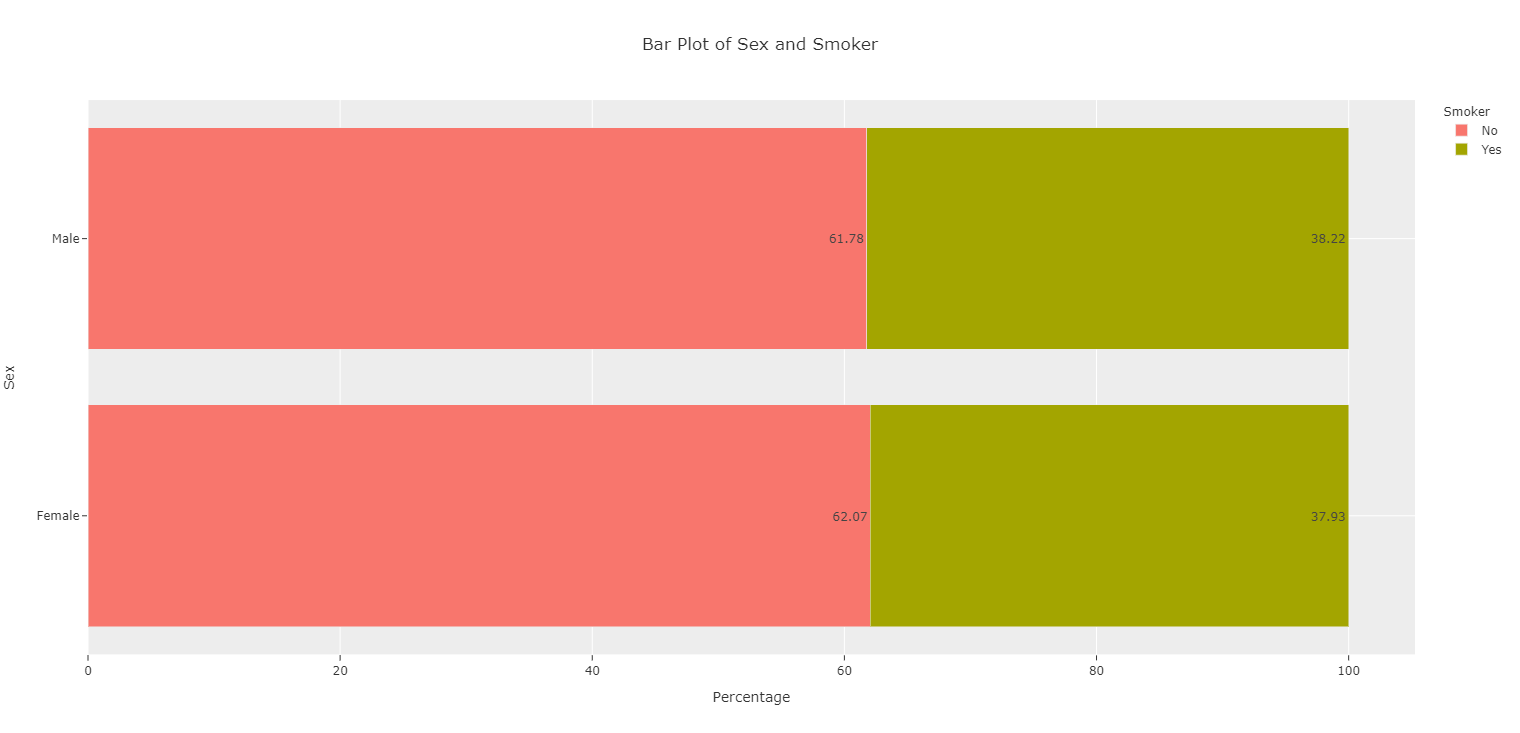 Bar Plot of Sex and Smoker
Smoker
No
Yes
Male
61.78
38.22
Sex
Female
62.07
37.93
0
20
40
60
80
100
Percentage